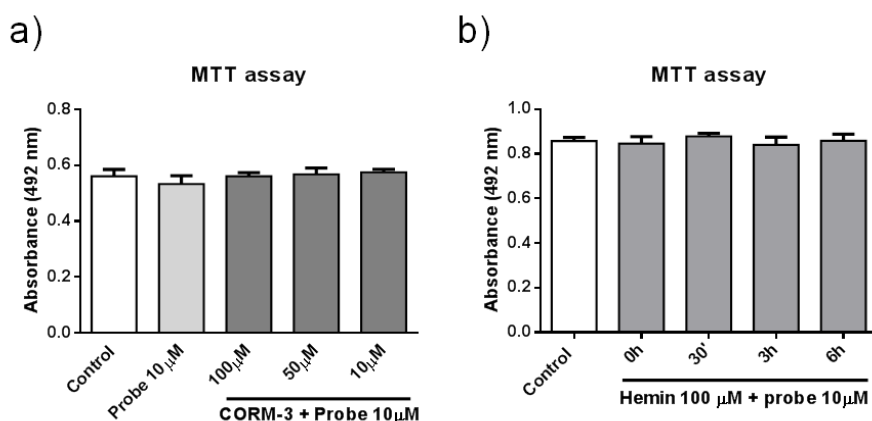 a)
MTT assay
Absorbance (492 nm)
0.8
0.6
0.4
0.2
0.0
Control
Probe 10μM
100μM
50μM
10μM
CORM-3 + Probe 10μM
b)
MTT assay
Absorbance (492 nm)
1.0
0.8
0.6
0.4
0.2
0.0
Control
0h
30'
3h
6h
Hemin 100 μM + probe 10μM